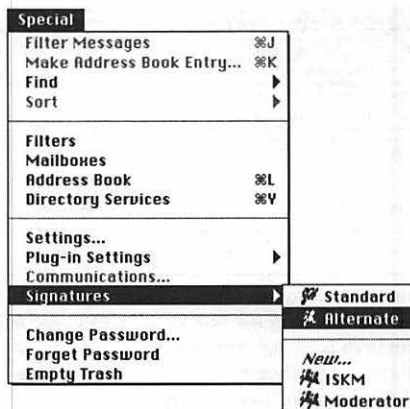 Special
Filter Messages ⌘J
Make Address Book Entry... ⌘K
Find
Sort
Filters
Mailboxes
Address Book ⌘L
Directory Services ⌘Y
Settings...
Plug-in Settings
Communications...
Signatures
Change Password...
Forget Password
Empty Trash
Standard
Alternate
New...
ISKM
Moderator